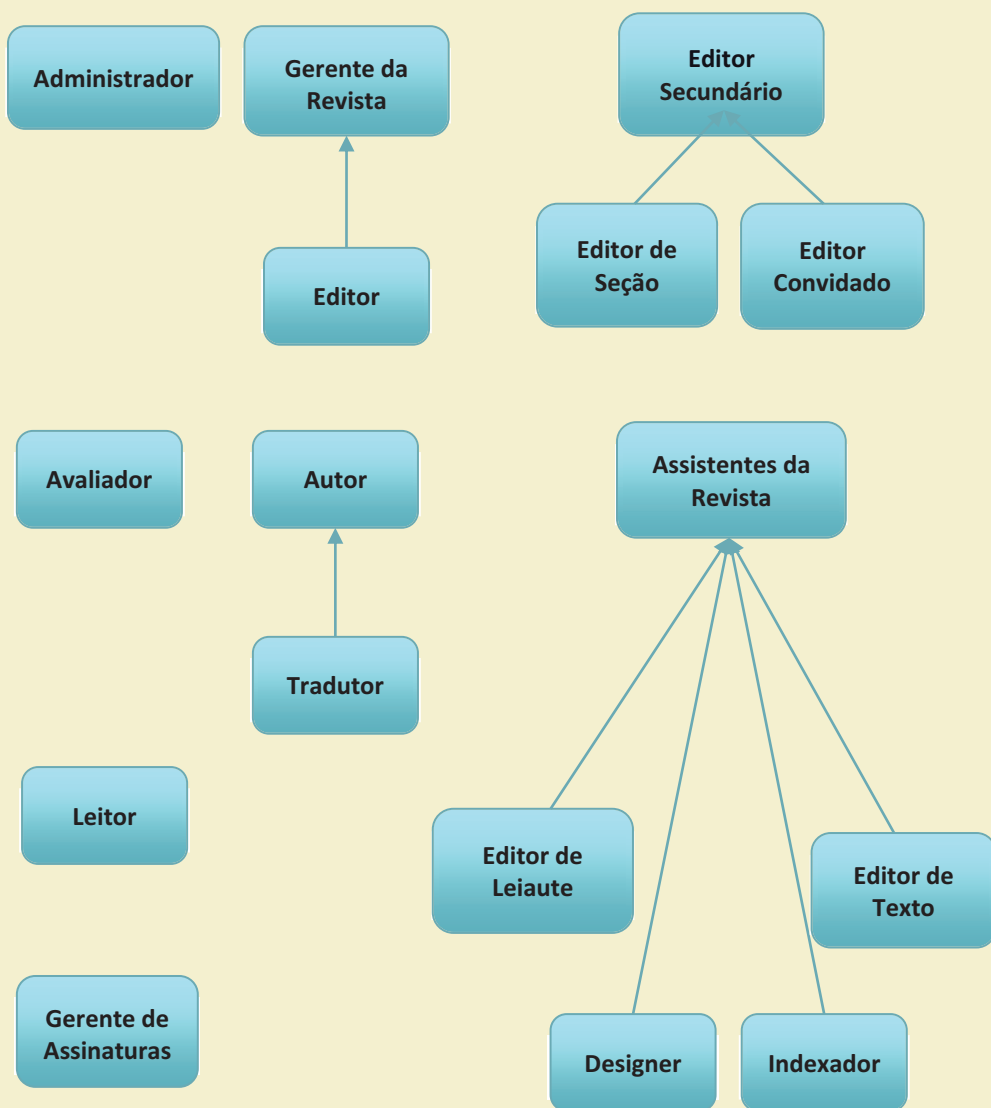 Administrador
Gerente da
Revista
Editor
Secundário
Editor
Editor de
Seção
Editor
Convidado
Avaliador
Autor
Assistentes da
Revista
Tradutor
Leitor
Editor de
Leiaute
Editor de
Texto
Gerente de
Assinaturas
Designer
Indexador